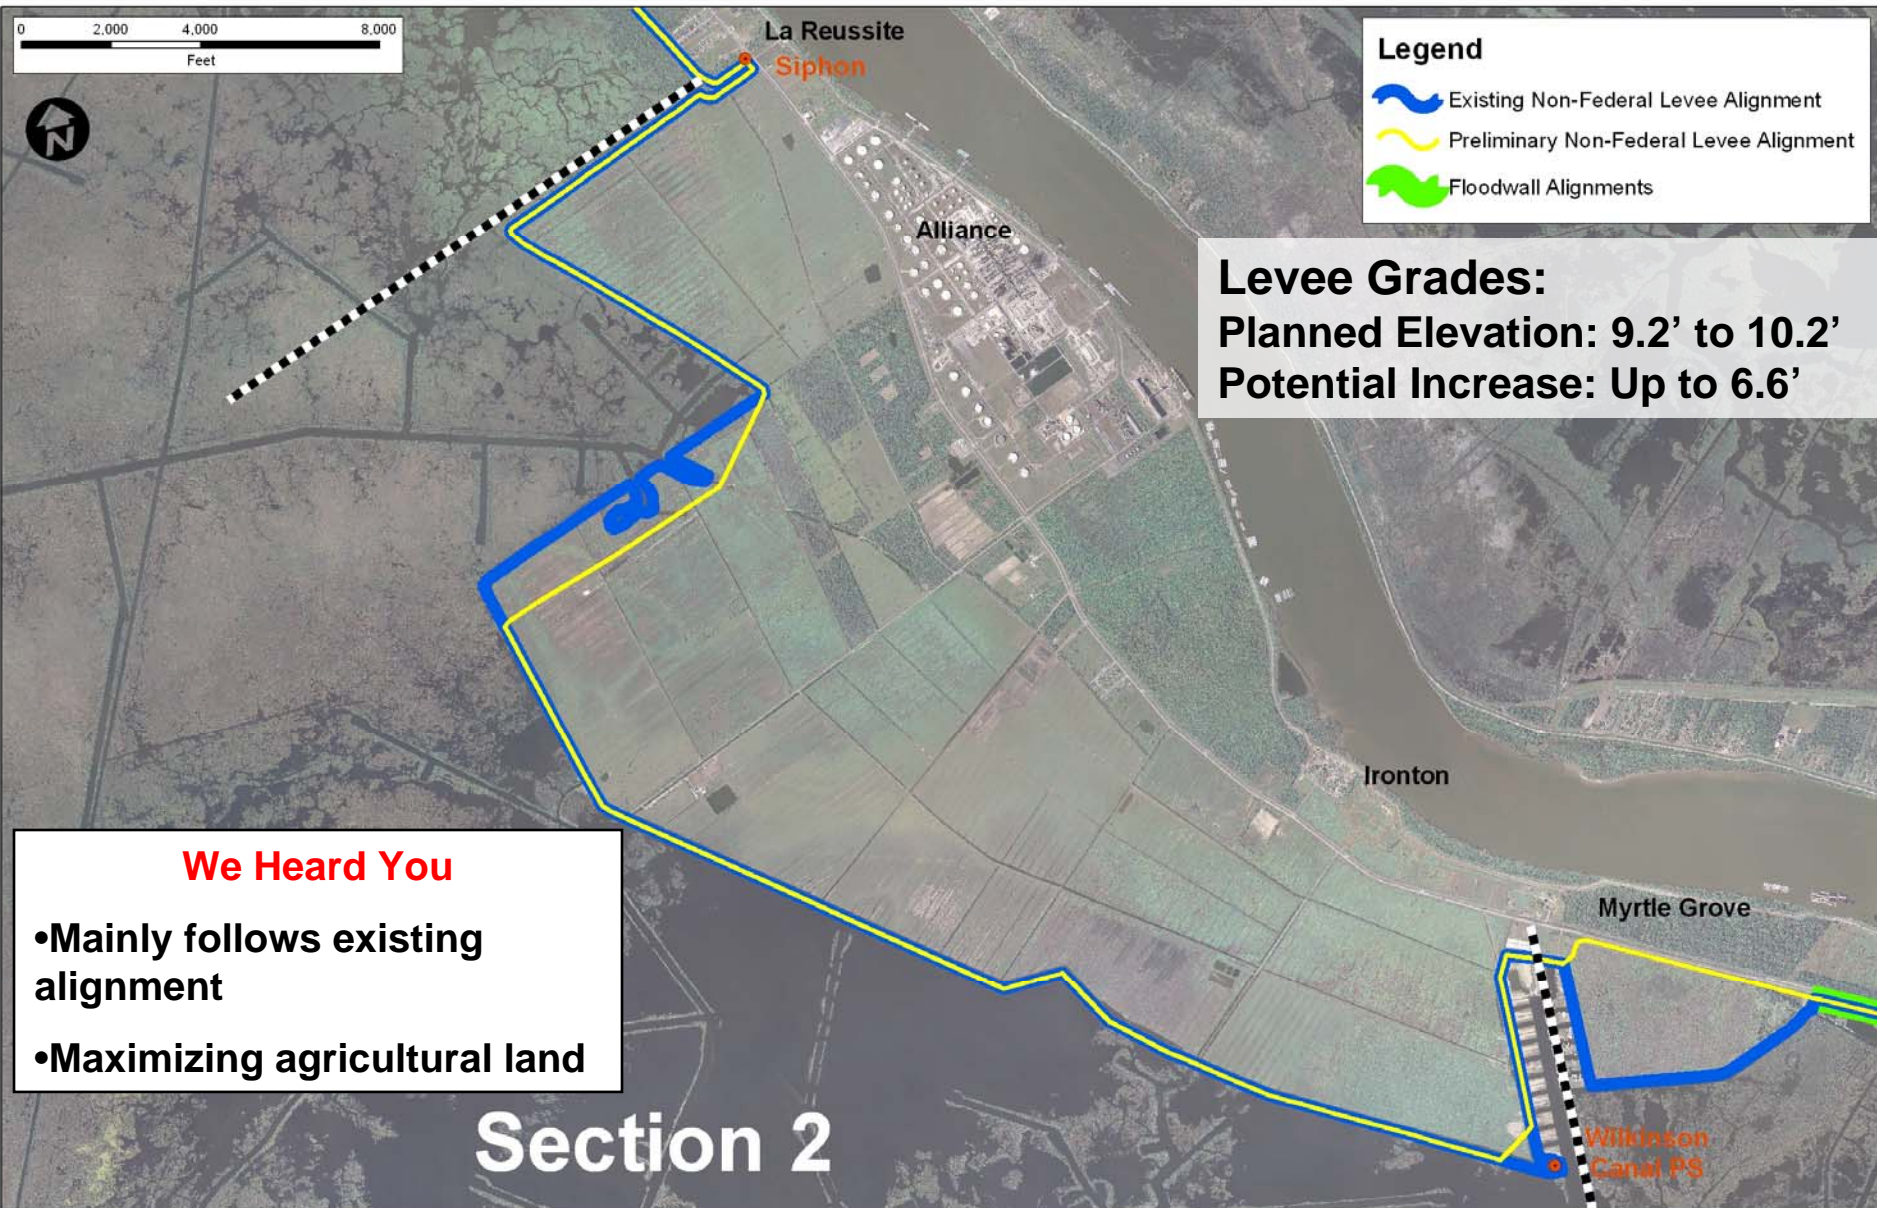 0 2,000 4,000 8,000
Feet
N
La Reussite
Siphon
Legend
Existing Non-Federal Levee Alignment
Preliminary Non-Federal Levee Alignment
Floodwall Alignments
Alliance
Levee Grades:
Planned Elevation: 9.2’ to 10.2’
Potential Increase: Up to 6.6’
Ironton
We Heard You
•Mainly follows existing
alignment
•Maximizing agricultural land
Myrtle Grove
Section 2
Wilkinson
Canal PS